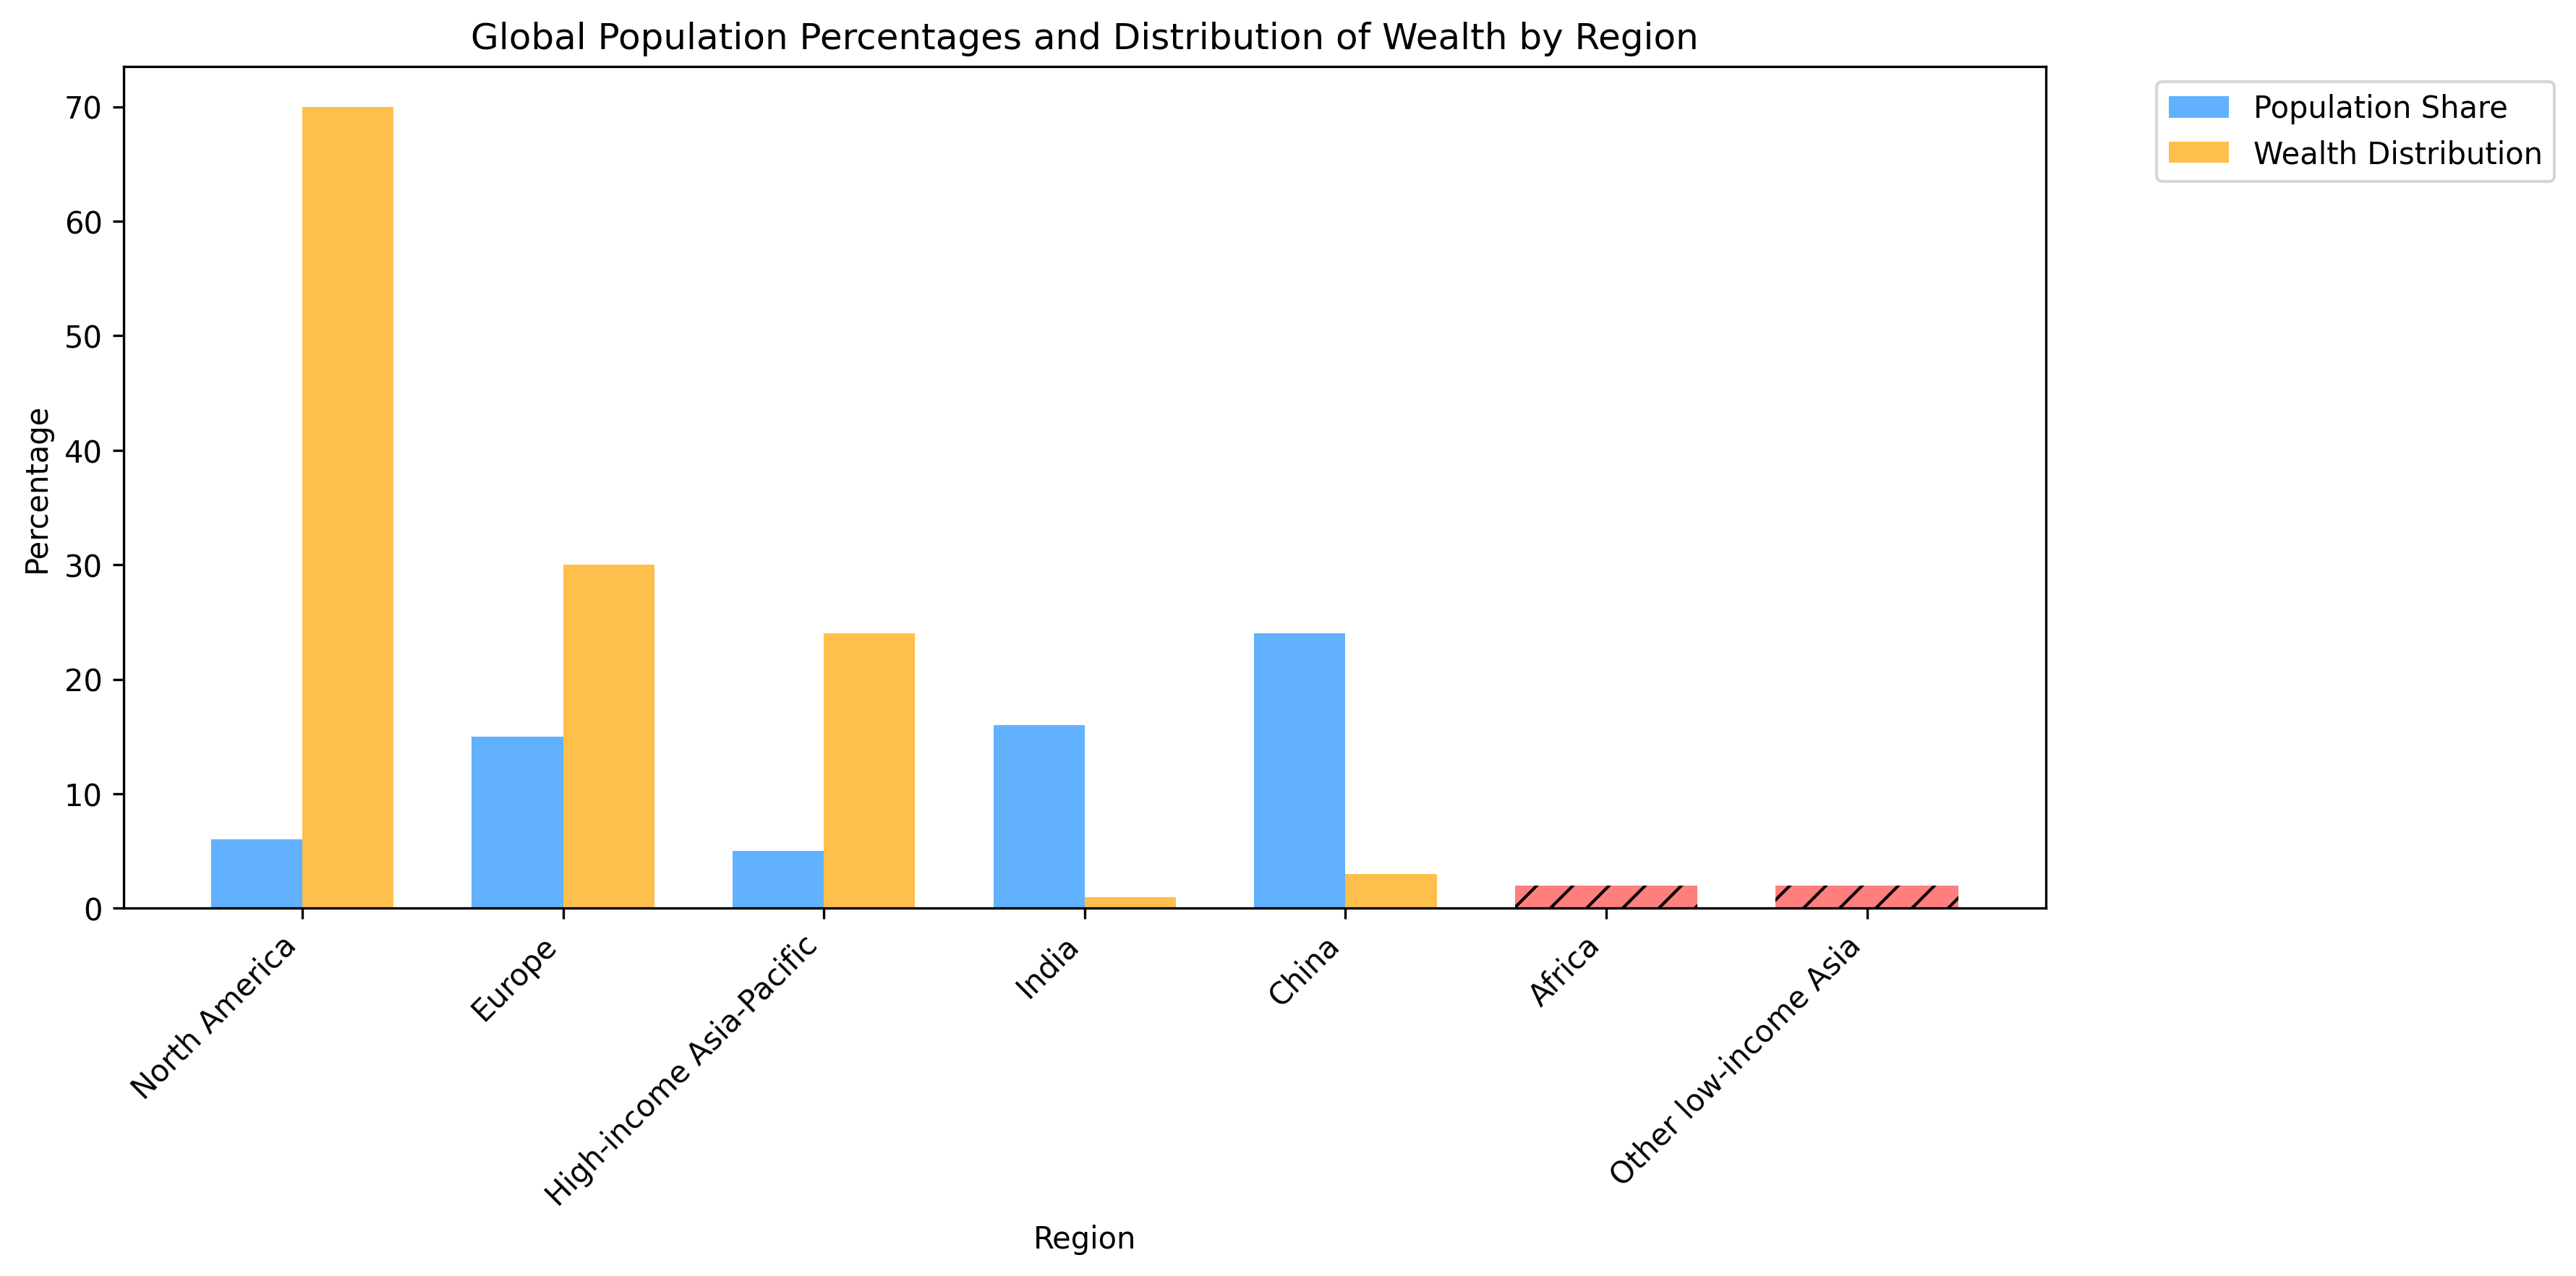 Global Population Percentages and Distribution of Wealth by Region
Population Share
Wealth Distribution
Percentage
70
60
50
40
30
20
10
0
North America
Europe
High-income Asia-Pacific
India
China
Africa
Other low-income Asia
Region